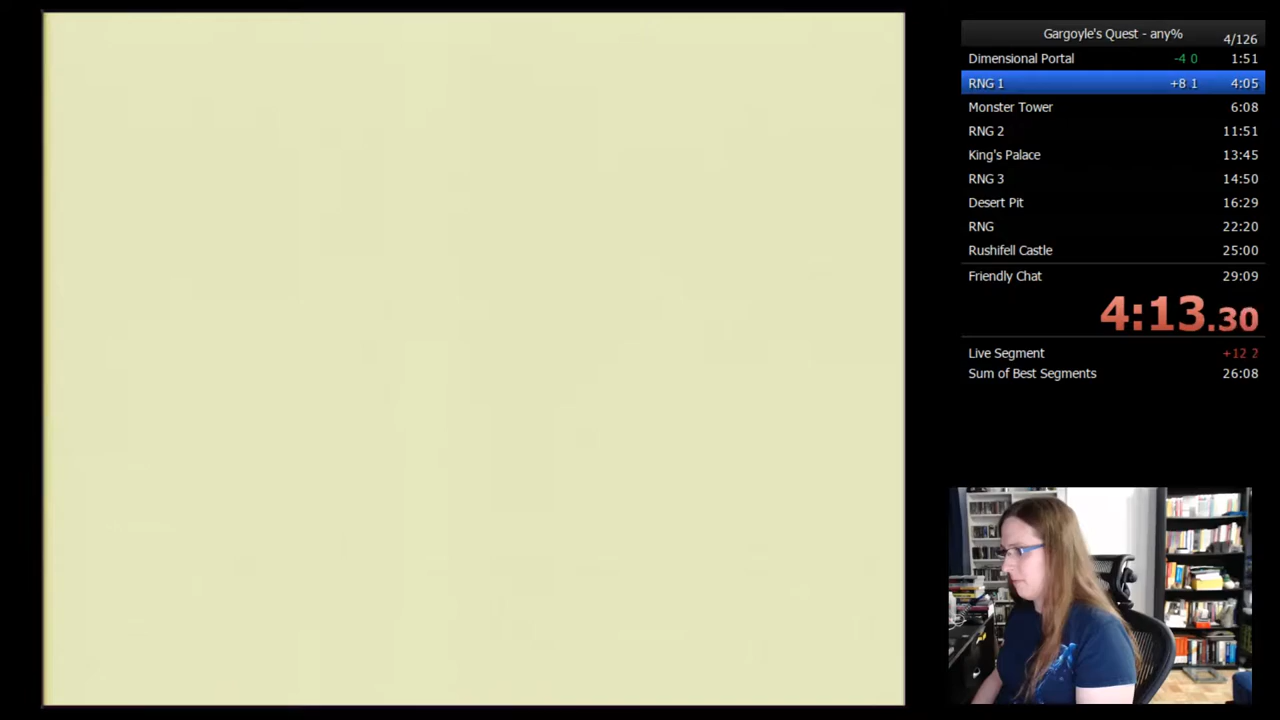 Gargoyle's Quest - any%
4/126
Dimensional Portal -4 0 1:51
RNG 1 +8 1 4:05
Monster Tower 6:08
RNG 2 11:51
King's Palace 13:45
RNG 3 14:50
Desert Pit 16:29
RNG 22:20
Rushifell Castle 25:00
Friendly Chat 29:09
4:13.30
Live Segment +12 2
Sum of Best Segments 26:08